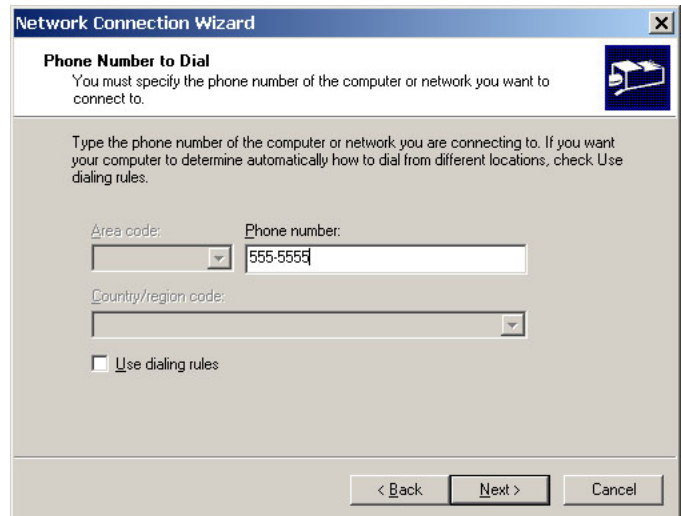 Network Connection Wizard
Phone Number to Dial
You must specify the phone number of the computer or network you want to
connect to.
Type the phone number of the computer or network you are connecting to. If you want
your computer to determine automatically how to dial from different locations, check Use
dialing rules.
Area code: Phone number:
555-5555
Country/region code:
Use dialing rules
< Back Next > Cancel